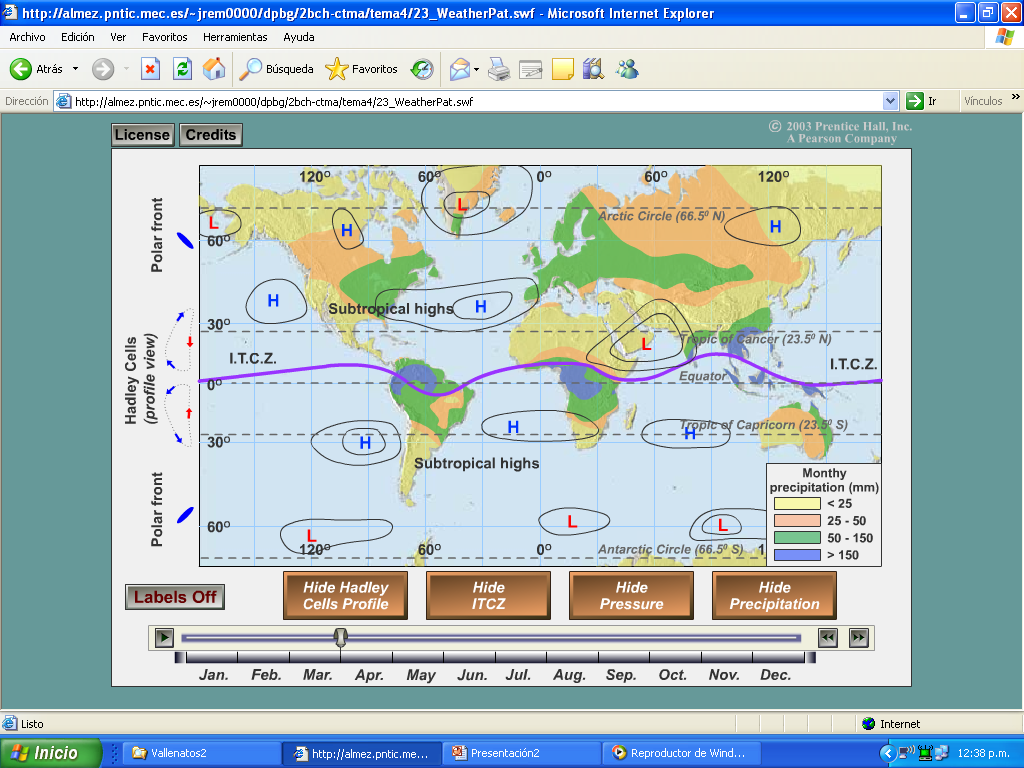 http://almez.pntic.mec.es/~jrem0000/dpbg/2bch-ctma/tema4/23_WeatherPat.swf - Microsoft Internet Explorer
Archivo Edición Ver Favoritos Herramientas Ayuda
Atrás Búsqueda Favoritos
Dirección http://almez.pntic.mec.es/~jrem0000/dpbg/2bch-ctma/tema4/23_WeatherPat.swf Ir Vínculos »
License Credits
© 2003 Prentice Hall, Inc.
A Pearson Company
120° 60° 0° 60° 120°
Polar front
Arctic Circle (66.5° N)
L
L
H
H
60°
H
H
Subtropical highs
30°
Hadley Cells
(profile view)
Tropic of Cancer (23.5° N)
L
I.T.C.Z.
I.T.C.Z.
Equator
0°
Tropic of Capricorn (23.5° S)
H
H
H
30°
Subtropical highs
Polar front
60°
L
L
L
120° 60° 0° Antarctic Circle (66.5° S) 1
Monthy
precipitation (mm)
< 25
25 - 50
50 - 150
> 150
Labels Off
Hide Hadley
Cells Profile
Hide
ITCZ
Hide
Pressure
Hide
Precipitation
Jan. Feb. Mar. Apr. May Jun. Jul. Aug. Sep. Oct. Nov. Dec.
Listo Internet
Inicio Vallenatos2 http://almez.pntic.me... Presentación2 Reproductor de Wind... 12:38 p.m.